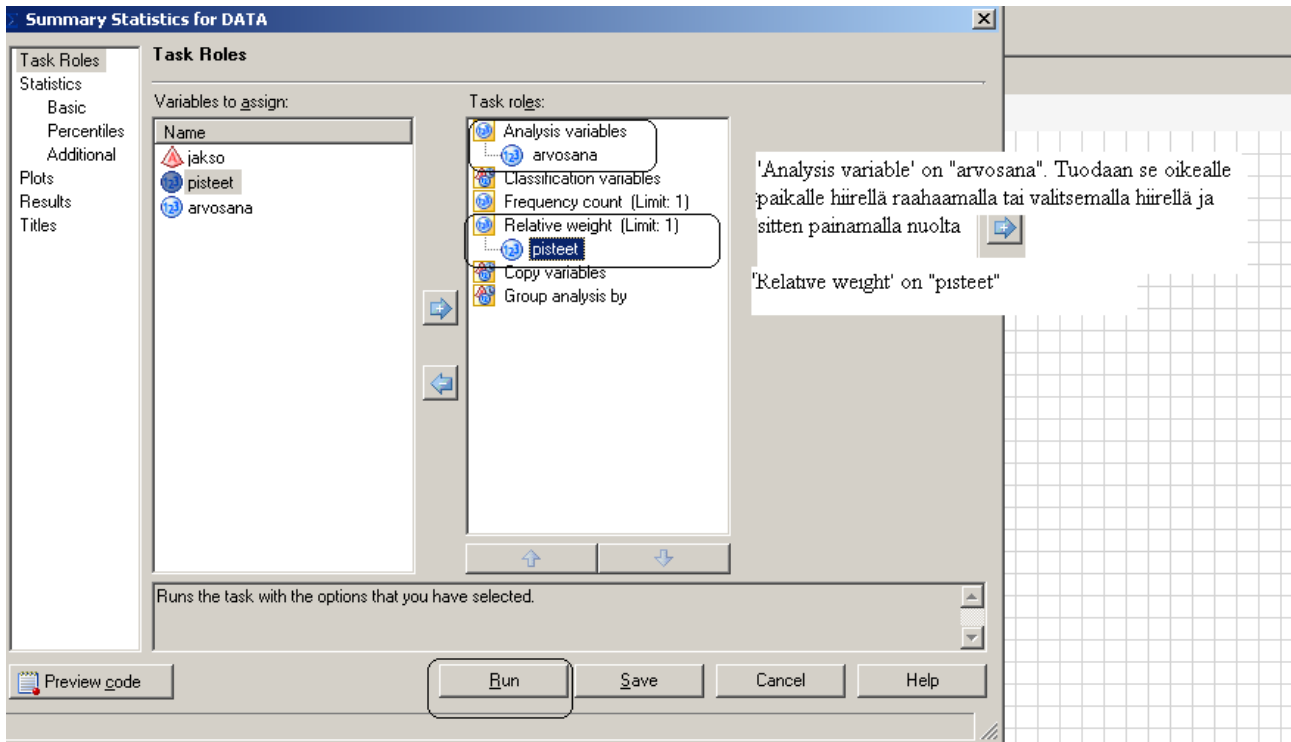 Summary Statistics for DATA
Task Roles
Statistics
Basic
Percentiles
Additional
Plots
Results
Titles
Task Roles
Variables to assign:
Name
jakso
pisteet
arvosana
Task roles:
Analysis variables
arvosana
Classification variables
Frequency count (Limit: 1)
Relative weight (Limit: 1)
pisteet
Copy variables
Group analysis by
'Analysis variable' on "arvosana". Tuodaan se oikealle
paikalle hiirellä raahaamalla tai valitsemalla hiirellä ja
sitten painamalla nuolta
'Relative weight' on "pisteet"
Runs the task with the options that you have selected.
Preview code
Run
Save
Cancel
Help